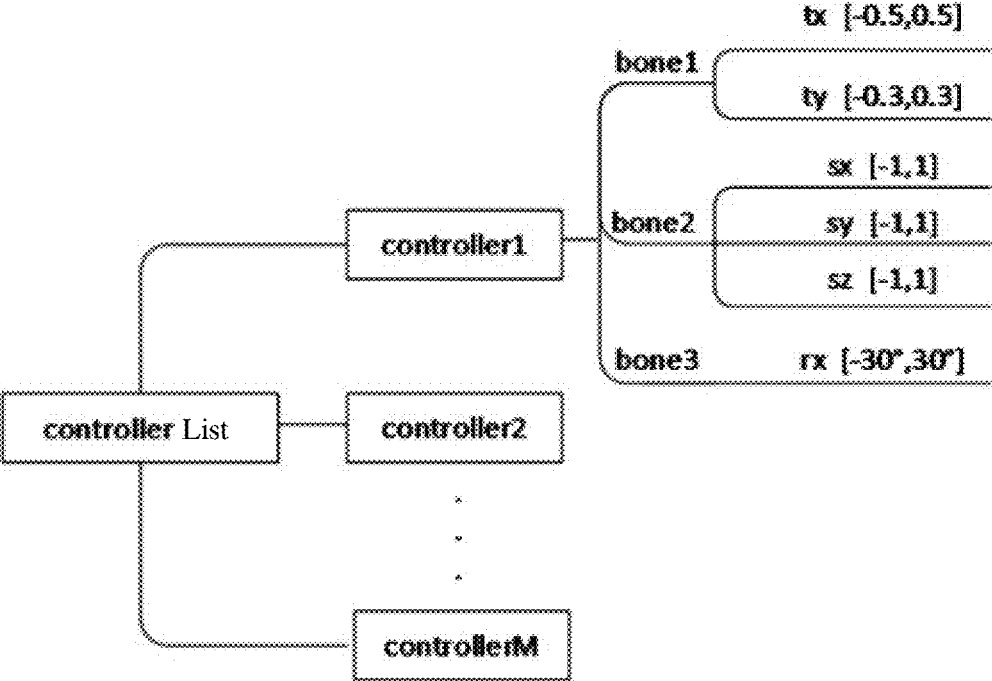 tx [-0.5,0.5]
bone1
ty [-0.3,0.3]
sx [-1,1]
bone2
sy [-1,1]
controller1
sz [-1,1]
bone3
rx [-30°,30°]
controller List
controller2
.
.
.
controllerM